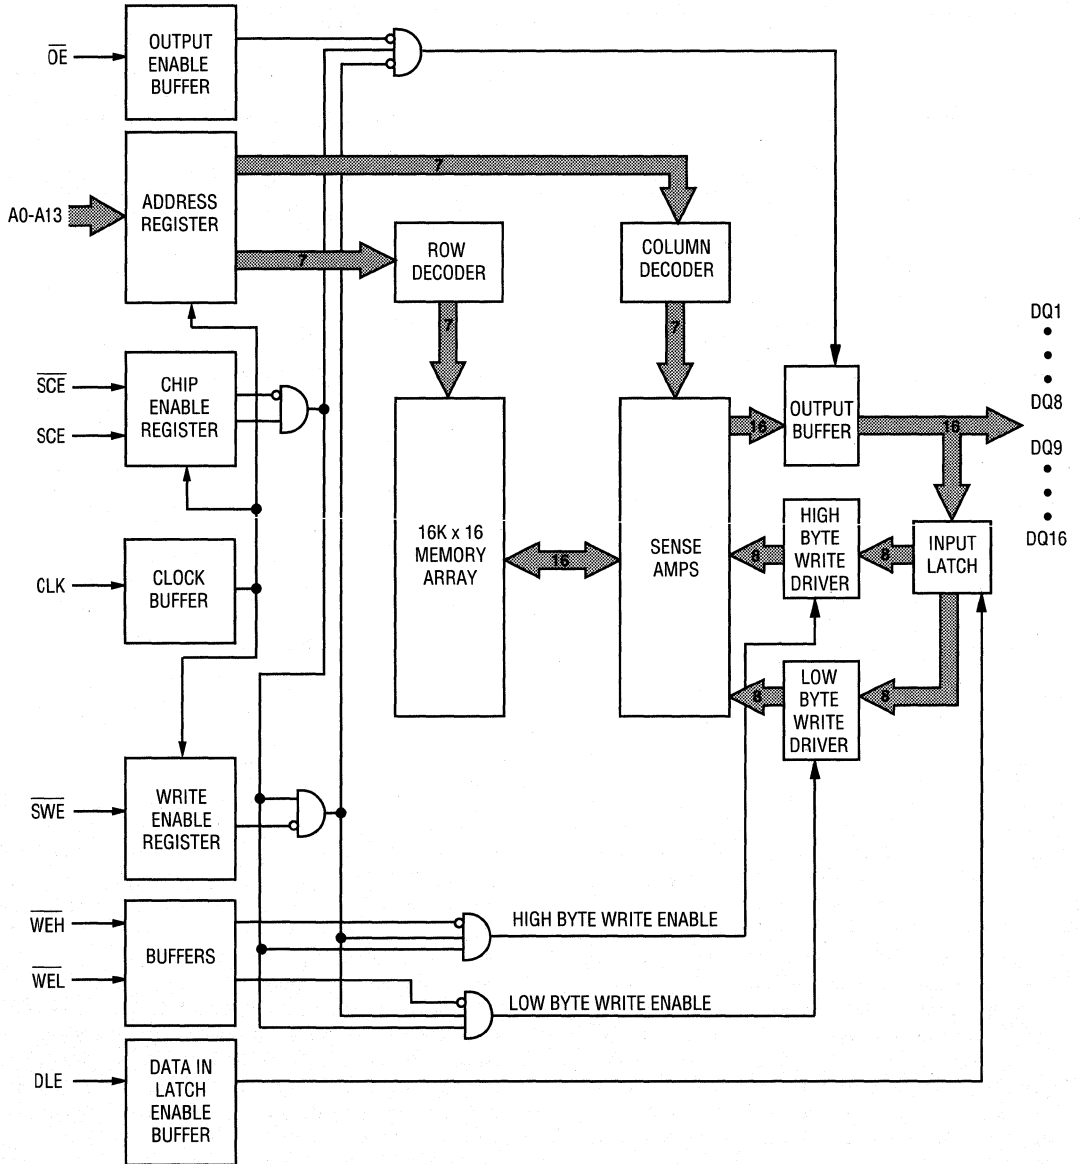 OE
OUTPUT
ENABLE
BUFFER
A0-A13
ADDRESS
REGISTER
7
7
ROW
DECODER
COLUMN
DECODER
7
7
SCE
SCE
CHIP
ENABLE
REGISTER
CLK
CLOCK
BUFFER
16K x 16
MEMORY
ARRAY
16
SENSE
AMPS
16
OUTPUT
BUFFER
16
DQ1
DQ8
DQ9
DQ16
HIGH
BYTE
WRITE
DRIVER
8
8
INPUT
LATCH
LOW
BYTE
WRITE
DRIVER
8
8
SWE
WRITE
ENABLE
REGISTER
WEH
WEL
BUFFERS
HIGH BYTE WRITE ENABLE
LOW BYTE WRITE ENABLE
DLE
DATA IN
LATCH
ENABLE
BUFFER